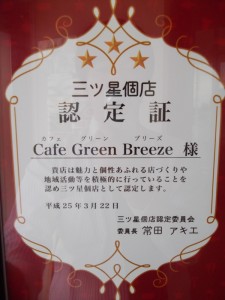 三ツ星個店
認定証
カフェ グリーン ブリーズ
Cafe Green Breeze 様
貴店は魅力と個性あふれる店づくりや
地域活動等を積極的に行っていることを
認め三ツ星個店として認定します。
平成25年3月22日
三ツ星個店認定委員会
委員長 常田 アキエ